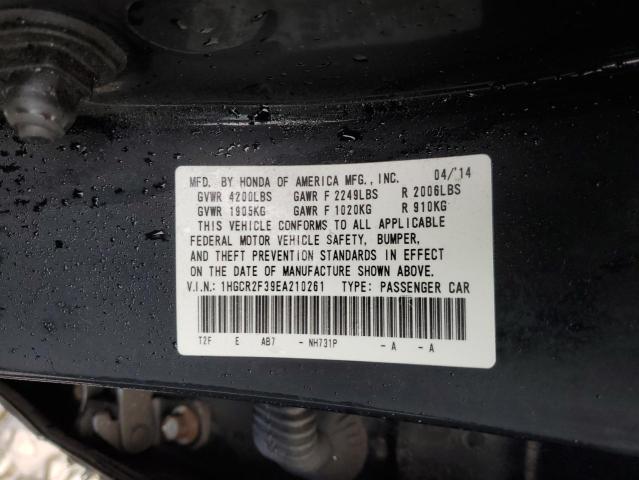 MFD. BY HONDA OF AMERICA MFG., INC. 04/'14
GVWR 4200LBS GAWR F 2249LBS R 2006LBS
GVWR 1905KG GAWR F 1020KG R 910KG
THIS VEHICLE CONFORMS TO ALL APPLICABLE
FEDERAL MOTOR VEHICLE SAFETY, BUMPER,
AND THEFT PREVENTION STANDARDS IN EFFECT
ON THE DATE OF MANUFACTURE SHOWN ABOVE.
V.I.N.: 1HGCR2F39EA210261 TYPE: PASSENGER CAR
T2F E AB7 - NH731P - A - A